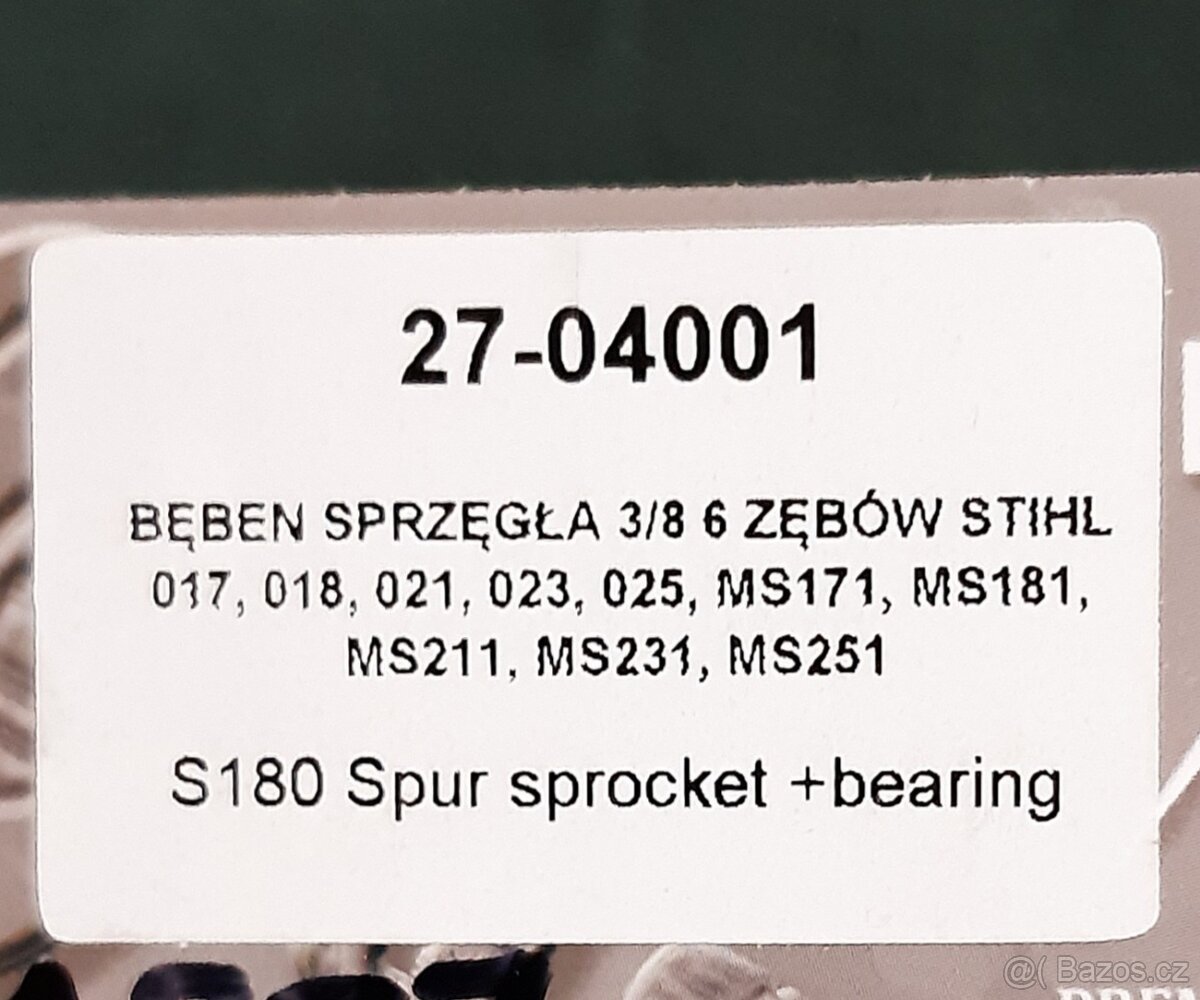 27-04001
BĘBEN SPRZĘGŁA 3/8 6 ZĘBÓW STIHL
017, 018, 021, 023, 025, MS171, MS181,
MS211, MS231, MS251
S180 Spur sprocket +bearing
@( Bazos.cz